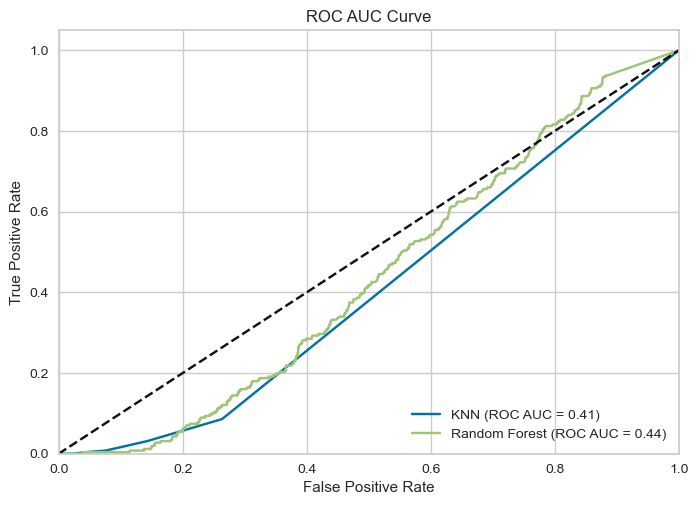 ROC AUC Curve
True Positive Rate
1.0
0.8
0.6
0.4
0.2
0.0
KNN (ROC AUC = 0.41)
Random Forest (ROC AUC = 0.44)
0.0 0.2 0.4 0.6 0.8 1.0
False Positive Rate